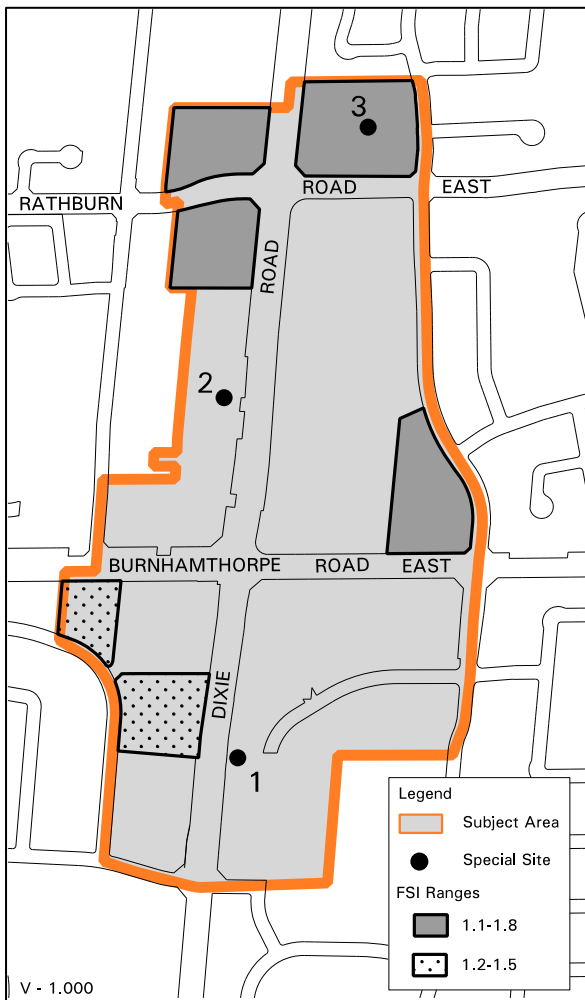 3
ROAD EAST
RATHBURN
ROAD
2
BURNHAMTHORPE ROAD EAST
DIXIE
1
Legend
Subject Area
Special Site
FSI Ranges
1.1-1.8
1.2-1.5
V - 1.000